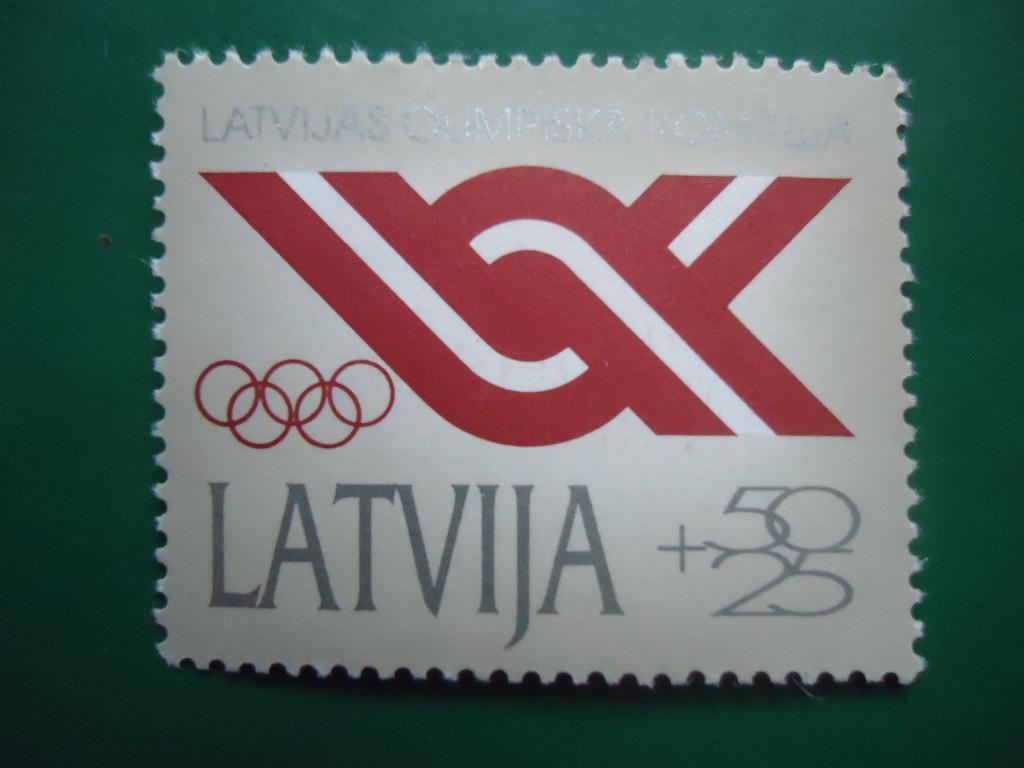 LATVIJAS OLIMPISKĀ KOMITEJA
LATVIJA
50
+25